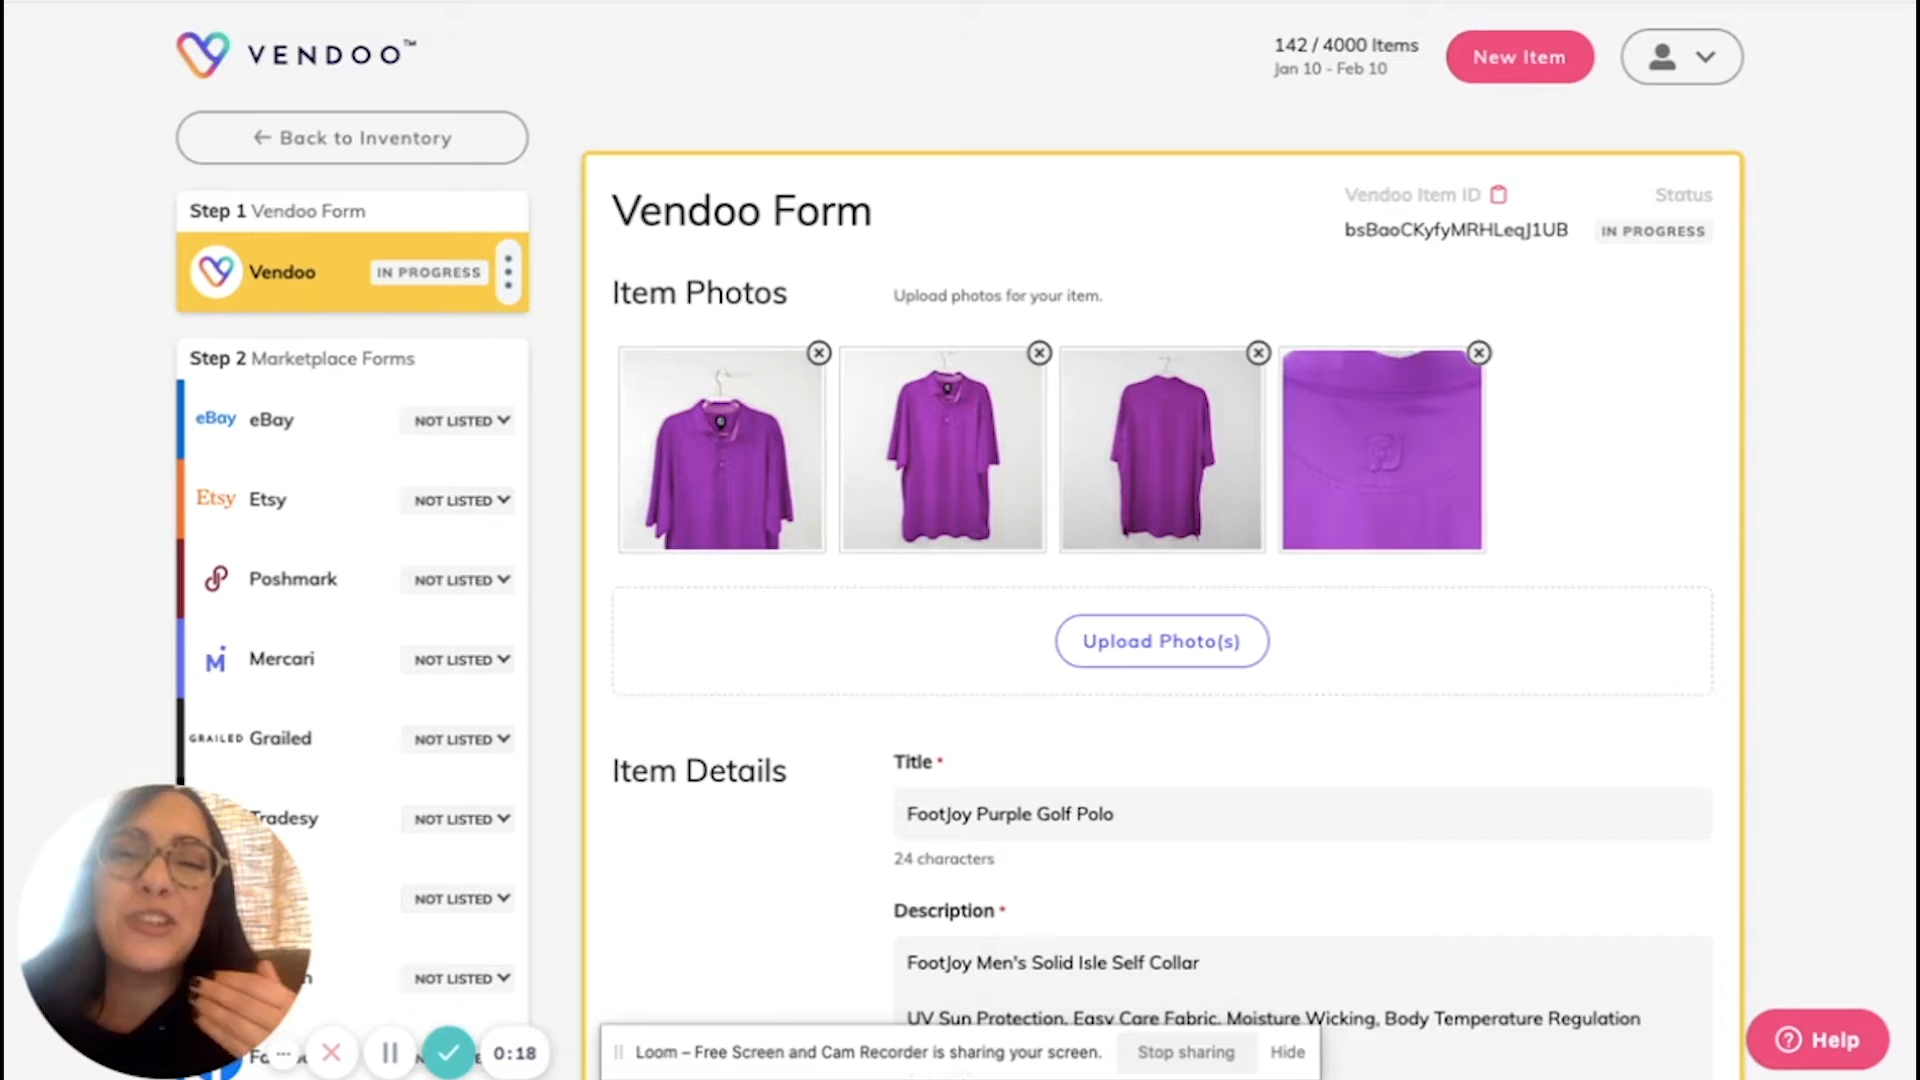 VENDOO™
142 / 4000 Items
Jan 10 - Feb 10
New Item
← Back to Inventory
Step 1 Vendoo Form
Vendoo
IN PROGRESS
Step 2 Marketplace Forms
eBay eBay NOT LISTED
Etsy Etsy NOT LISTED
Poshmark NOT LISTED
Mercari NOT LISTED
GRAILED Grailed NOT LISTED
Tradesy NOT LISTED
NOT LISTED
NOT LISTED
0:18
Vendoo Form
Vendoo Item ID
bsBaoCKyfyMRHLeqJ1UB
Status
IN PROGRESS
Item Photos
Upload photos for your item.
FJ
Upload Photo(s)
Item Details
Title *
FootJoy Purple Golf Polo
24 characters
Description *
FootJoy Men's Solid Isle Self Collar
UV Sun Protection, Easy Care Fabric, Moisture Wicking, Body Temperature Regulation
Loom – Free Screen and Cam Recorder is sharing your screen.
Stop sharing
Hide
? Help